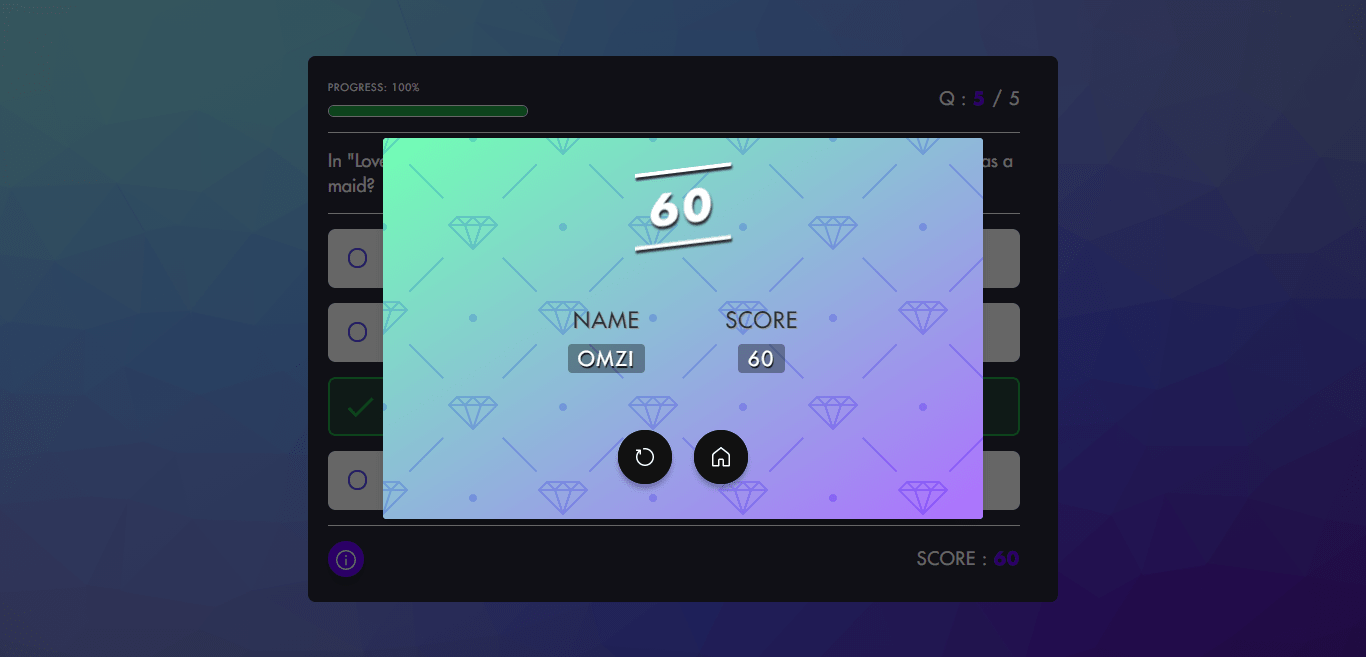 PROGRESS: 100%
Q : 5 / 5
In "Love
as a
maid?
60
NAME SCORE
OMZI 60
SCORE : 60